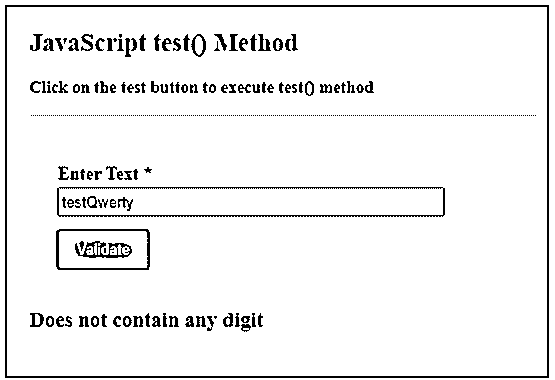 JavaScript test() Method
Click on the test button to execute test() method
Enter Text *
testQwerty
Validate
Does not contain any digit